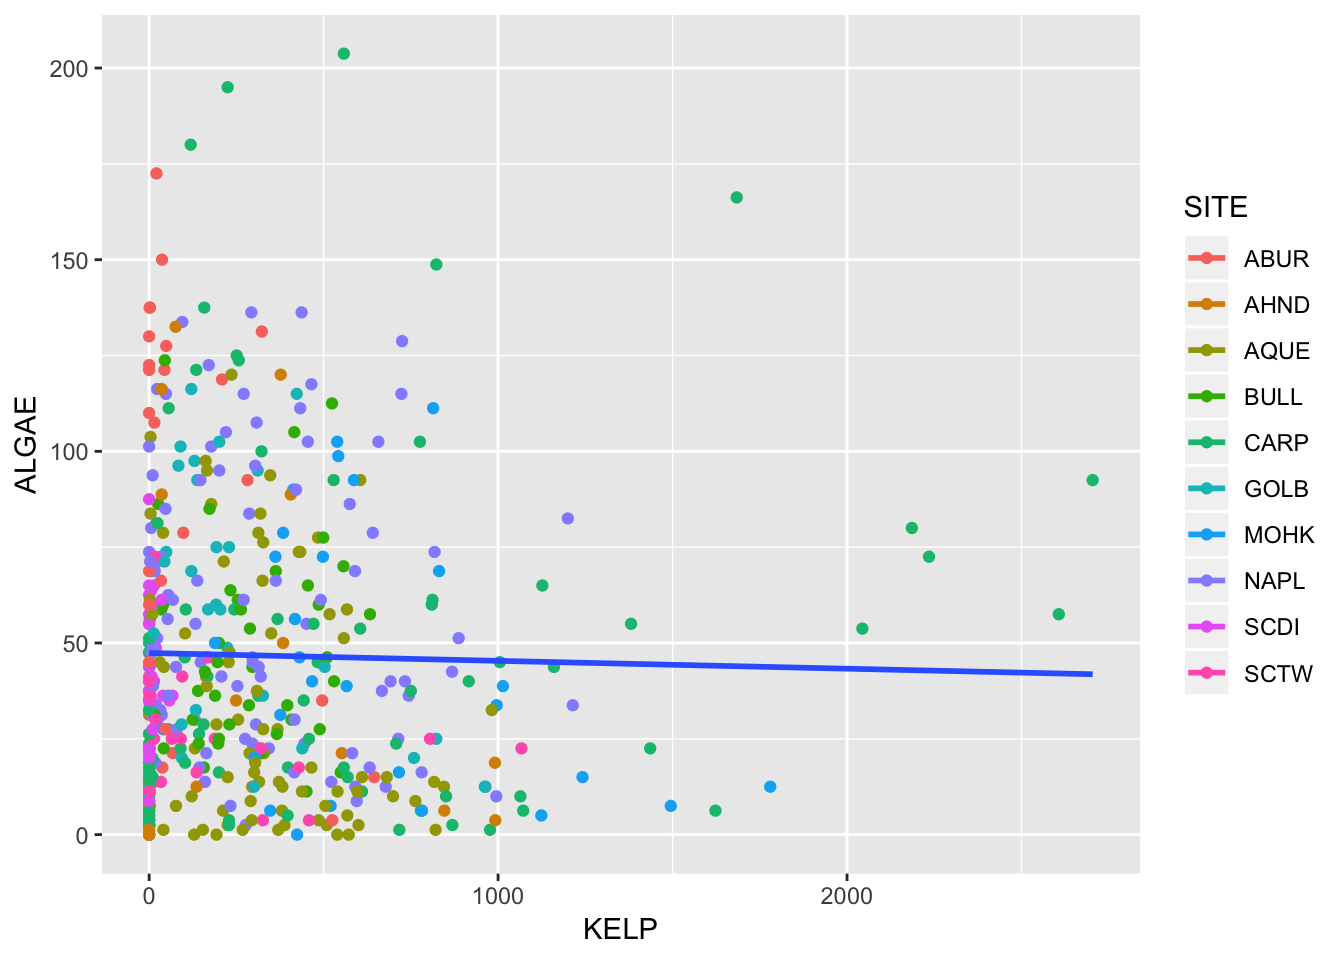 200
150
100
50
0
ALGAE
0 1000 2000
KELP
SITE
ABUR
AHND
AQUE
BULL
CARP
GOLB
MOHK
NAPL
SCDI
SCTW